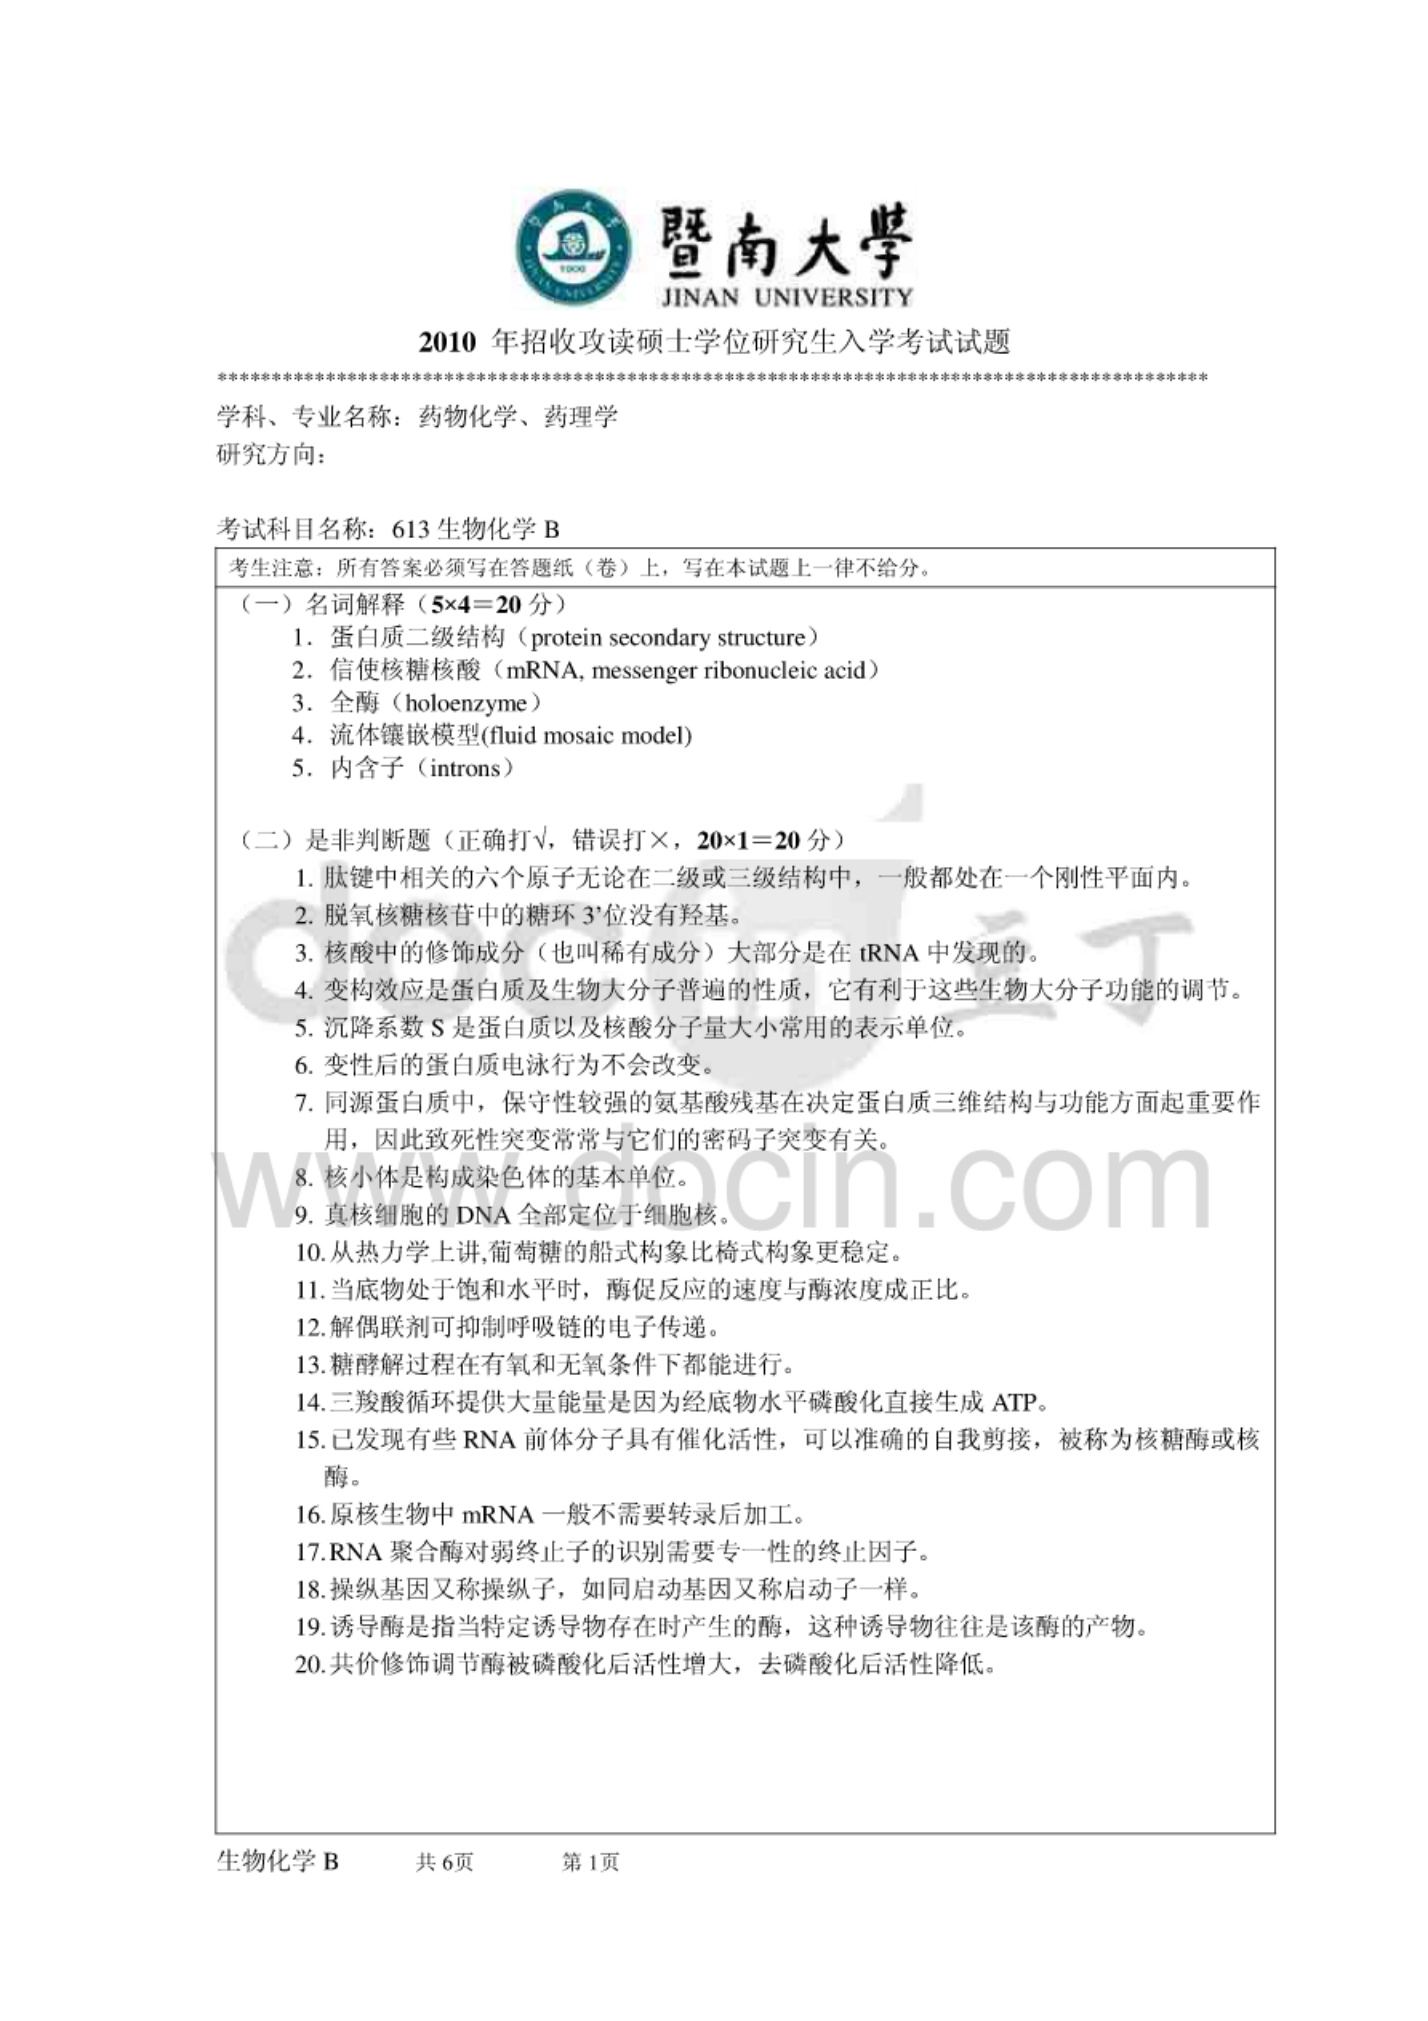 暨南大学
JINAN UNIVERSITY
2010 年招收攻读硕士学位研究生入学考试试题
********************************************************************************************
学科、专业名称：药物化学、药理学
研究方向：
考试科目名称：613 生物化学 B
考生注意：所有答案必须写在答题纸（卷）上，写在本试题上一律不给分。
（一）名词解释（5×4＝20 分）
1．蛋白质二级结构（protein secondary structure）
2．信使核糖核酸（mRNA, messenger ribonucleic acid）
3．全酶（holoenzyme）
4．流体镶嵌模型(fluid mosaic model)
5．内含子（introns）
（二）是非判断题（正确打√，错误打×，20×1＝20 分）
1. 肽键中相关的六个原子无论在二级或三级结构中，一般都处在一个刚性平面内。
2. 脱氧核糖核苷中的糖环 3’位没有羟基。
3. 核酸中的修饰成分（也叫稀有成分）大部分是在 tRNA 中发现的。
4. 变构效应是蛋白质及生物大分子普遍的性质，它有利于这些生物大分子功能的调节。
5. 沉降系数 S 是蛋白质以及核酸分子量大小常用的表示单位。
6. 变性后的蛋白质电泳行为不会改变。
7. 同源蛋白质中，保守性较强的氨基酸残基在决定蛋白质三维结构与功能方面起重要作
用，因此致死性突变常常与它们的密码子突变有关。
8. 核小体是构成染色体的基本单位。
9. 真核细胞的 DNA 全部定位于细胞核。
10.从热力学上讲,葡萄糖的船式构象比椅式构象更稳定。
11.当底物处于饱和水平时，酶促反应的速度与酶浓度成正比。
12.解偶联剂可抑制呼吸链的电子传递。
13.糖酵解过程在有氧和无氧条件下都能进行。
14.三羧酸循环提供大量能量是因为经底物水平磷酸化直接生成 ATP。
15.已发现有些 RNA 前体分子具有催化活性，可以准确的自我剪接，被称为核糖酶或核
酶。
16.原核生物中 mRNA 一般不需要转录后加工。
17.RNA 聚合酶对弱终止子的识别需要专一性的终止因子。
18.操纵基因又称操纵子，如同启动基因又称启动子一样。
19.诱导酶是指当特定诱导物存在时产生的酶，这种诱导物往往是该酶的产物。
20.共价修饰调节酶被磷酸化后活性增大，去磷酸化后活性降低。
docin 豆丁
www.docin.com
生物化学 B 共 6页 第 1页